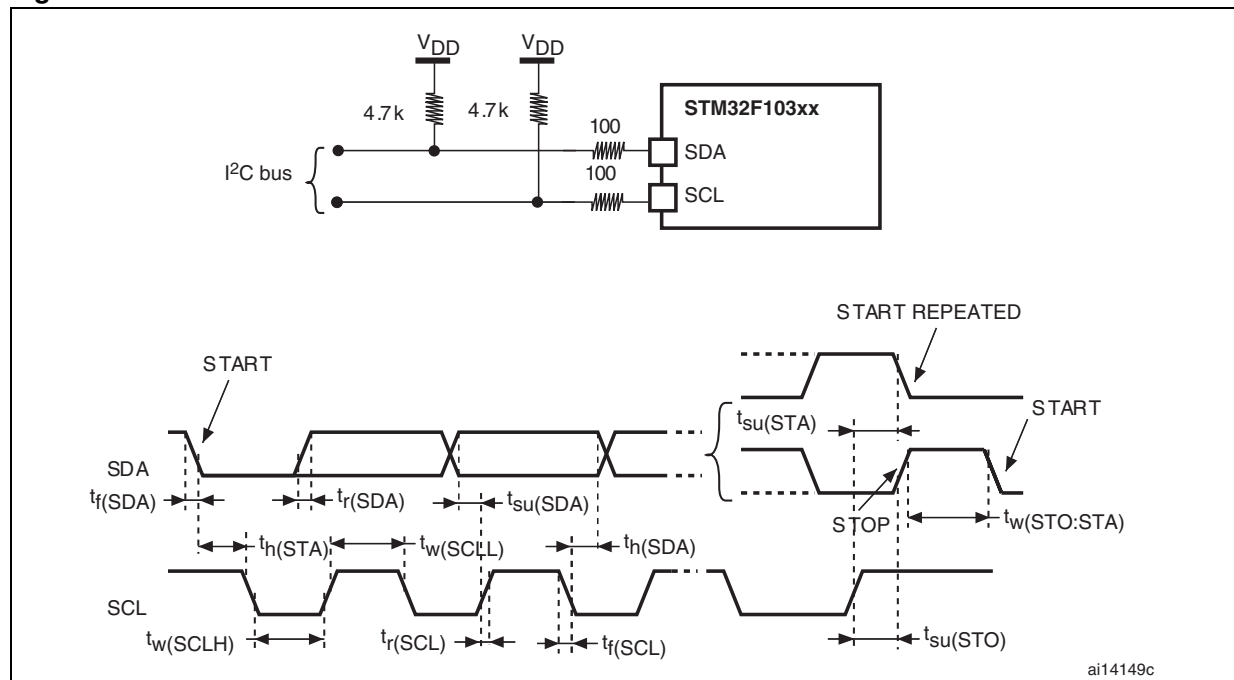 VDD VDD
4.7k 4.7k
STM32F103xx
100
SDA
I²C bus
100
SCL
START REPEATED
START
START
tsu(STA)
SDA
tf(SDA) tr(SDA) tsu(SDA)
STOP tw(STO:STA)
th(STA) tw(SCLL) th(SDA)
SCL
tw(SCLH) tr(SCL) tf(SCL) tsu(STO)
ai14149c